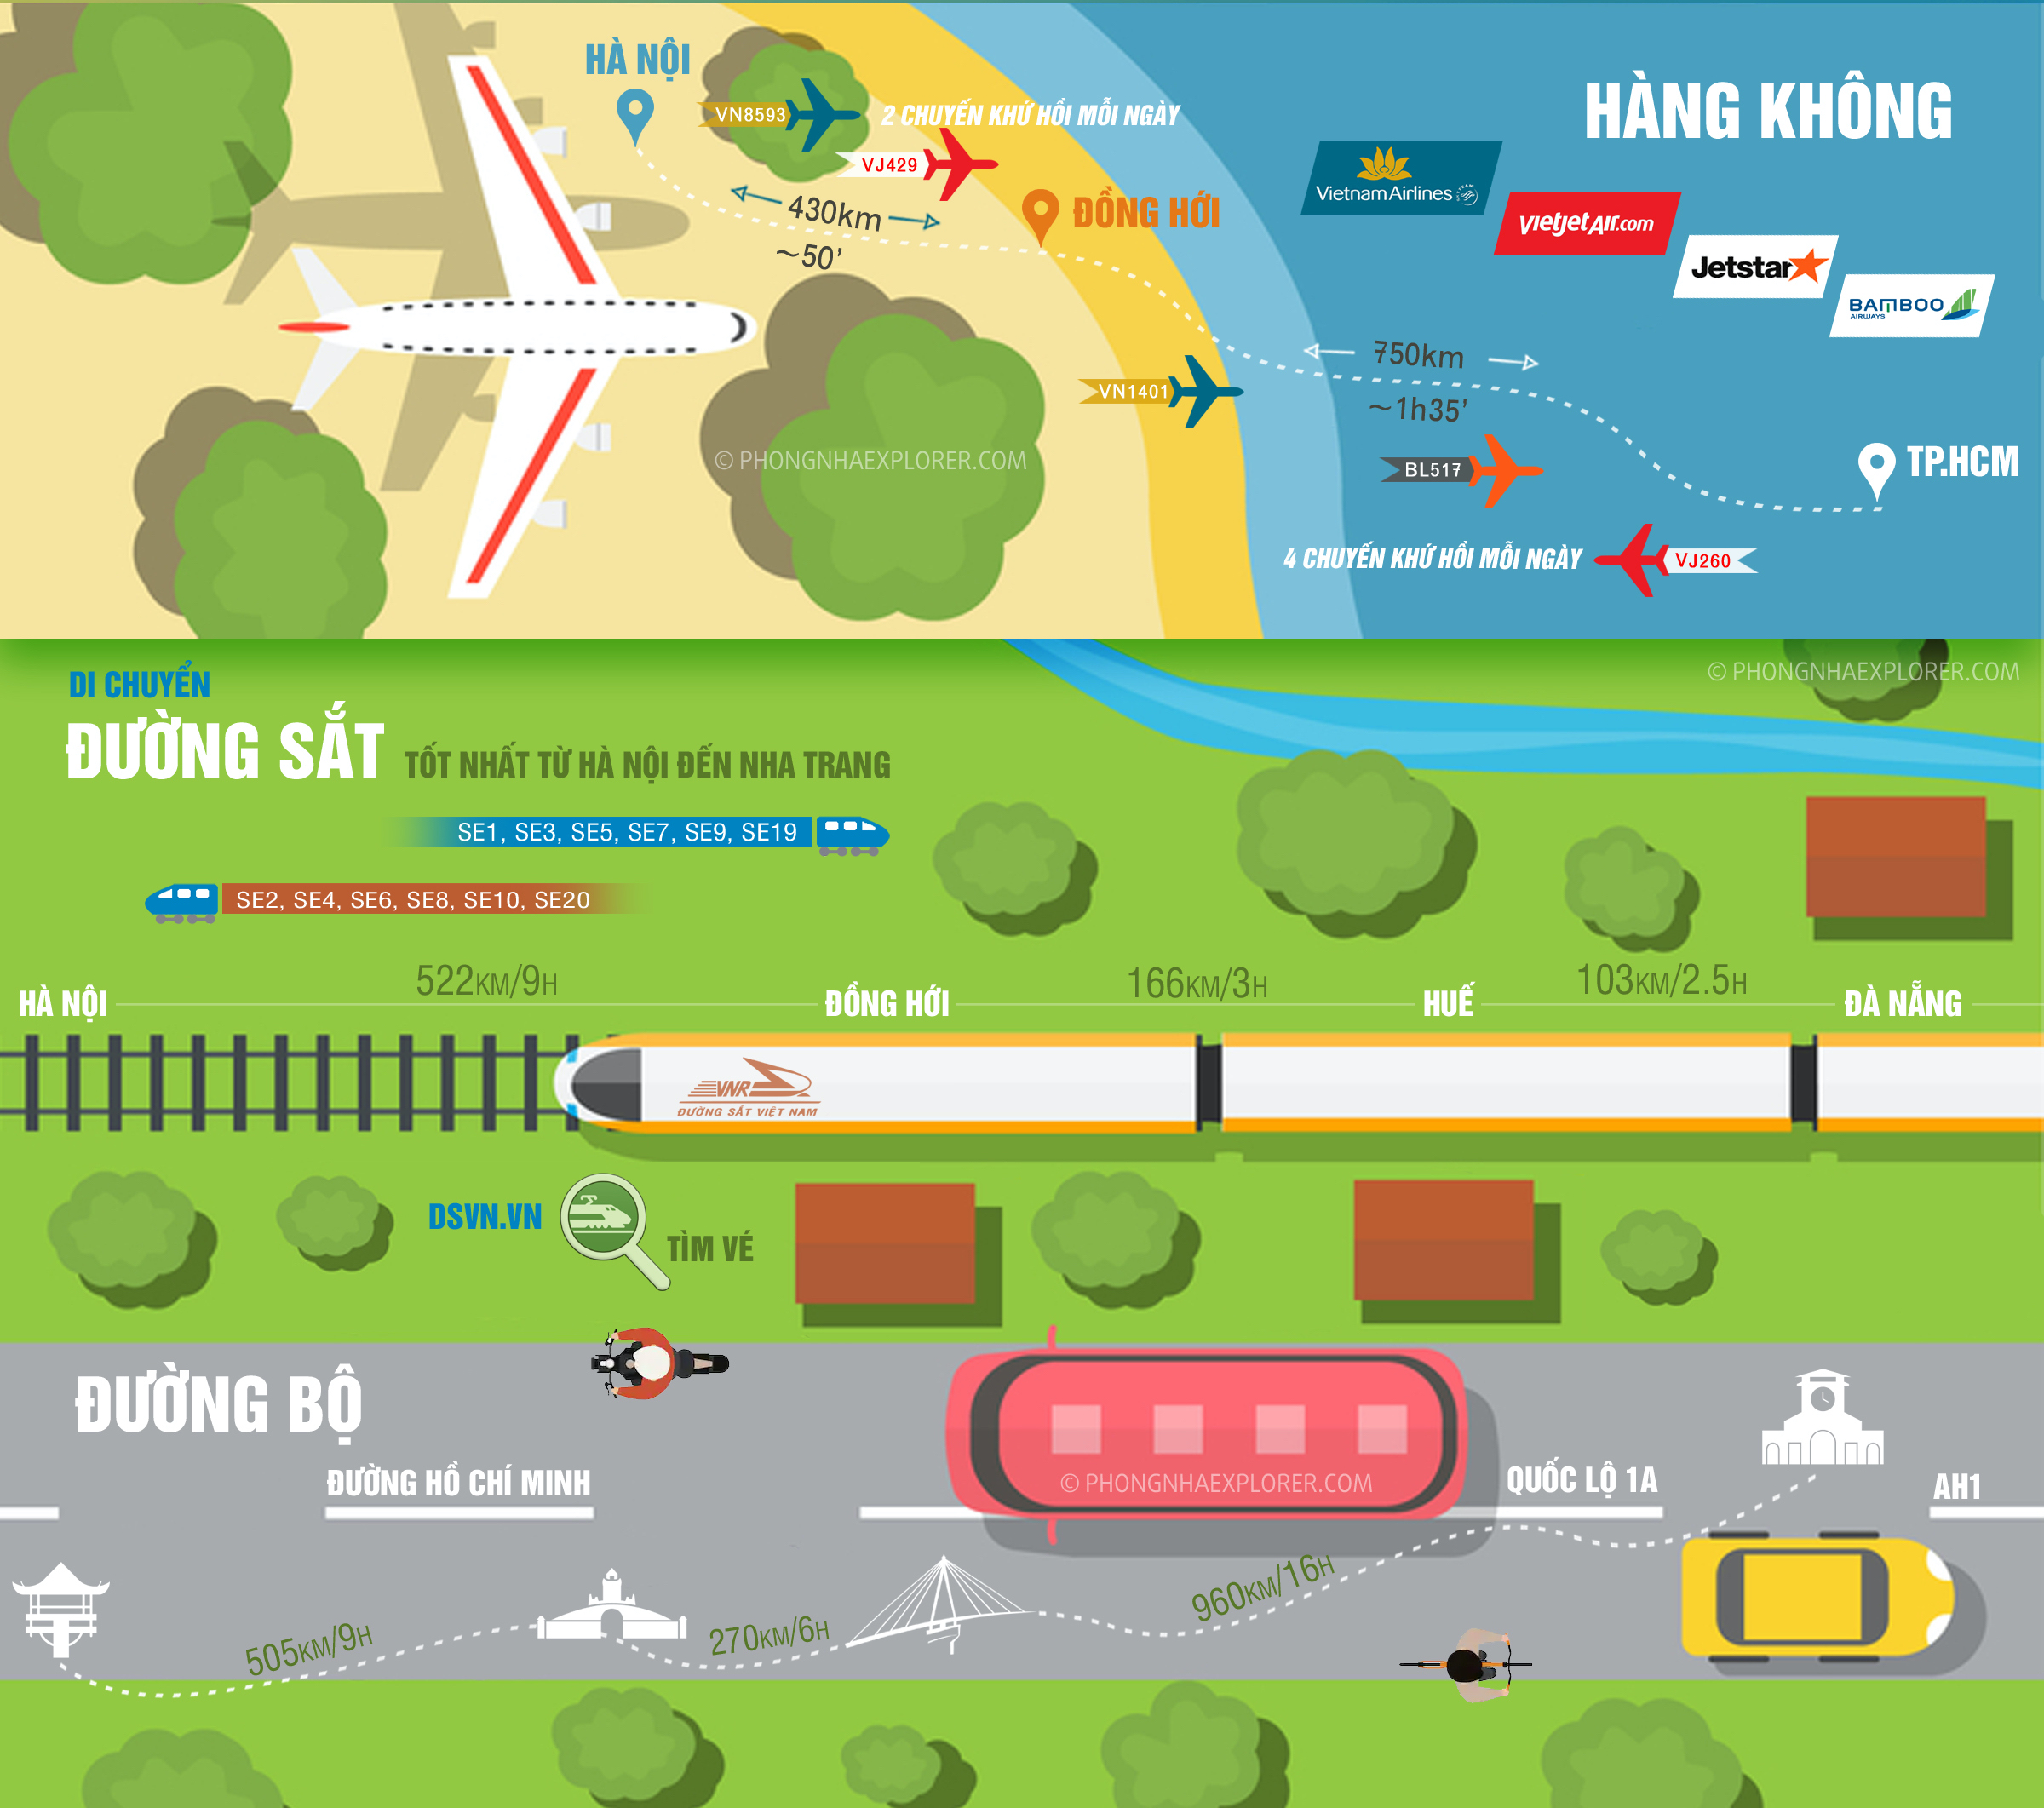 HÀ NỘI
VN8593
2 CHUYẾN KHỨ HỒI MỖI NGÀY
VJ429
430km
~50'
ĐỒNG HỚI
HÀNG KHÔNG
VietnamAirlines
vietjetAir.com
Jetstar
BAMBOO
AIRWAYS
750km
~1h35'
VN1401
© PHONGNHAEXPLORER.COM
BL517
TP.HCM
4 CHUYẾN KHỨ HỒI MỖI NGÀY
VJ260
DI CHUYỂN
© PHONGNHAEXPLORER.COM
ĐƯỜNG SẮT TỐT NHẤT TỪ HÀ NỘI ĐẾN NHA TRANG
SE1, SE3, SE5, SE7, SE9, SE19
SE2, SE4, SE6, SE8, SE10, SE20
522KM/9H
166KM/3H
103KM/2.5H
HÀ NỘI
ĐỒNG HỚI
HUẾ
ĐÀ NẴNG
VNR
ĐƯỜNG SẮT VIỆT NAM
DSVN.VN
TÌM VÉ
ĐƯỜNG BỘ
ĐƯỜNG HỒ CHÍ MINH
© PHONGNHAEXPLORER.COM
QUỐC LỘ 1A
AH1
505KM/9H
270KM/6H
960KM/16H